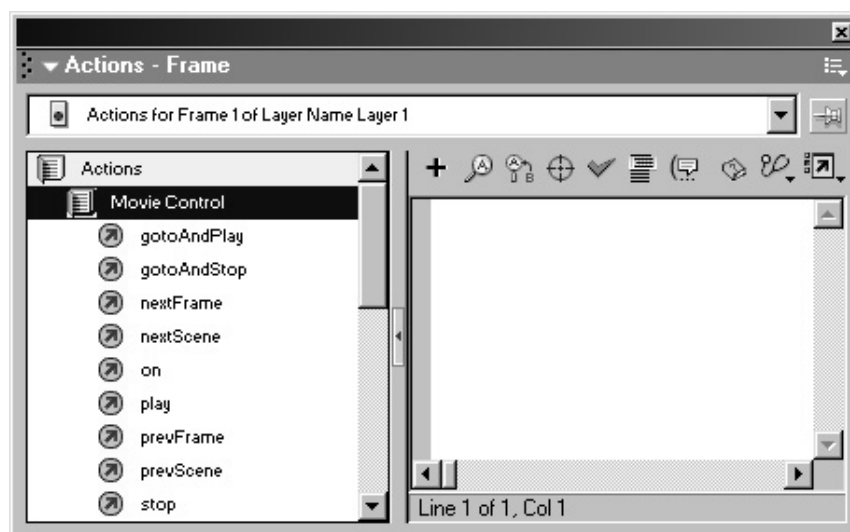 Actions - Frame
Actions for Frame 1 of Layer Name Layer 1
Actions
Movie Control
gotoAndPlay
gotoAndStop
nextFrame
nextScene
on
play
prevFrame
prevScene
stop
Line 1 of 1, Col 1